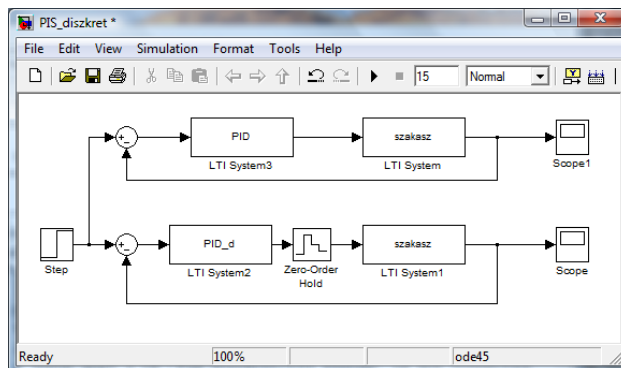 PIS_diszkret *
File Edit View Simulation Format Tools Help
15 Normal
PID szakasz
LTI System3 LTI System Scope1
PID_d szakasz
Step LTI System2 Zero-Order Hold LTI System1 Scope
Ready 100% ode45